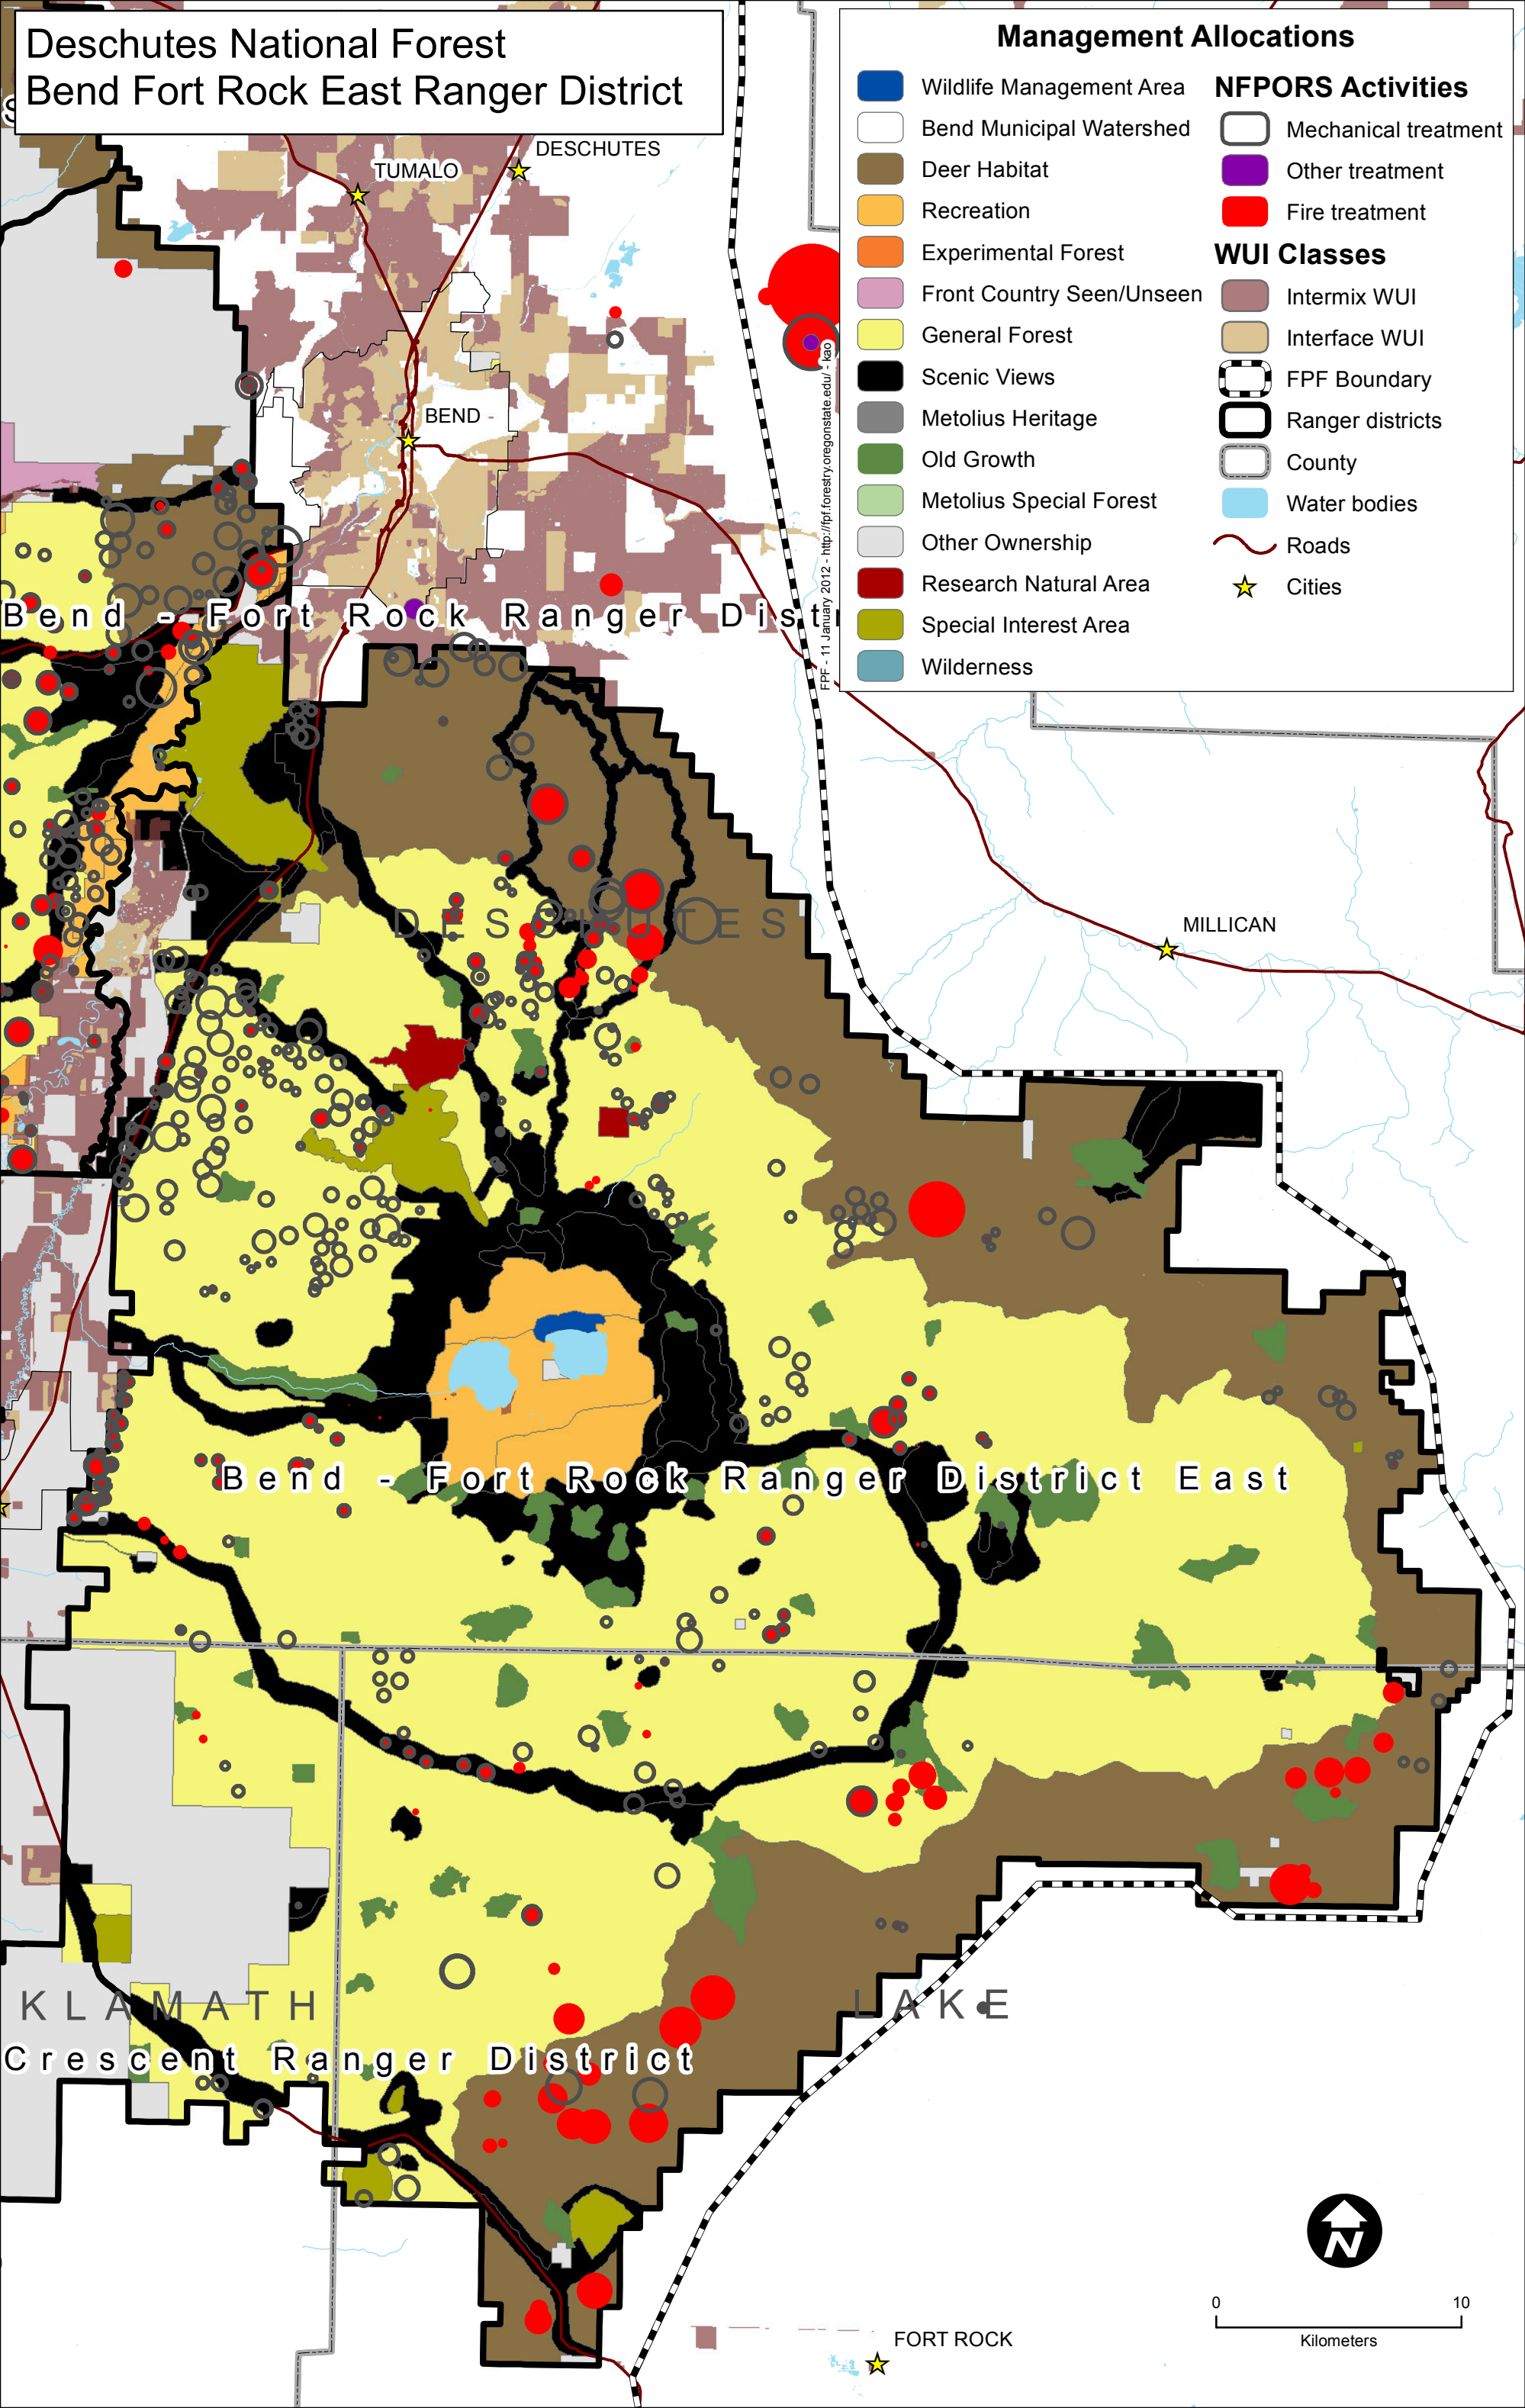 Deschutes National Forest
Bend Fort Rock East Ranger District
Management Allocations
Wildlife Management Area
Bend Municipal Watershed
Deer Habitat
Recreation
Experimental Forest
Front Country Seen/Unseen
General Forest
Scenic Views
Metolius Heritage
Old Growth
Metolius Special Forest
Other Ownership
Research Natural Area
Special Interest Area
Wilderness
NFPORS Activities
Mechanical treatment
Other treatment
Fire treatment
WUI Classes
Intermix WUI
Interface WUI
FPF Boundary
Ranger districts
County
Water bodies
Roads
Cities
FPF - 11 January 2012 - http://fpf.forestry.oregonstate.edu/ - kao
S
DESCHUTES
TUMALO
BEND
Bend - Fort Rock Ranger Dist
DESCHUTES
MILLICAN
Bend - Fort Rock Ranger District East
KLAMATH
LAKE
Crescent Ranger District
N
0 10
Kilometers
FORT ROCK